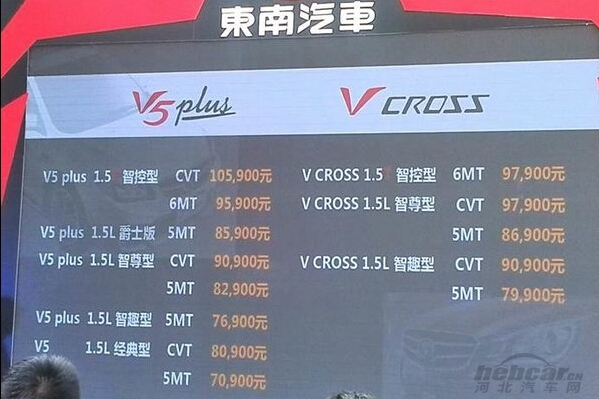 東南汽車
V5 plus
V CROSS
V5 plus 1.5T 智控型 CVT 105,900元
6MT 95,900元
V5 plus 1.5L 爵士版 5MT 85,900元
V5 plus 1.5L 智尊型 CVT 90,900元
5MT 82,900元
V5 plus 1.5L 智趣型 5MT 76,900元
V5 1.5L 经典型 CVT 80,900元
5MT 70,900元
V CROSS 1.5T 智控型 6MT 97,900元
V CROSS 1.5L 智尊型 CVT 97,900元
5MT 86,900元
V CROSS 1.5L 智趣型 CVT 90,900元
5MT 79,900元
hebcar.cn
河北汽车网